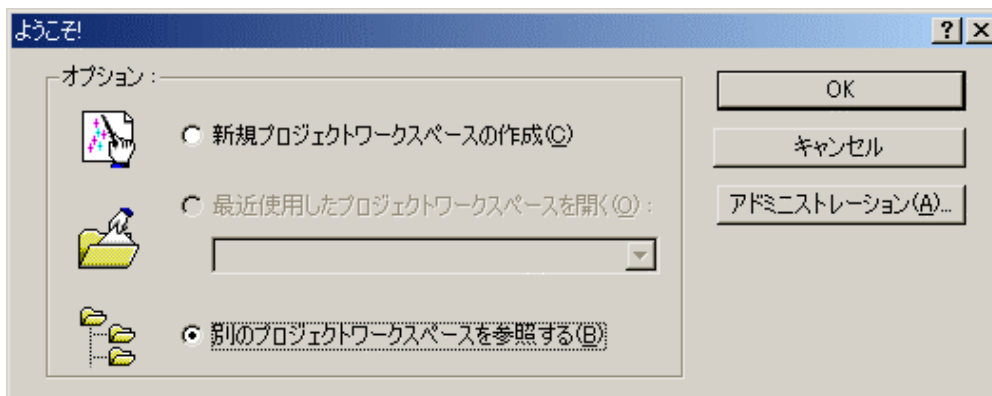 ようこそ!
オプション :
新規プロジェクトワークスペースの作成(C)
最近使用したプロジェクトワークスペースを開く(O) :
別のプロジェクトワークスペースを参照する(B)
OK
キャンセル
アドミニストレーション(A)...